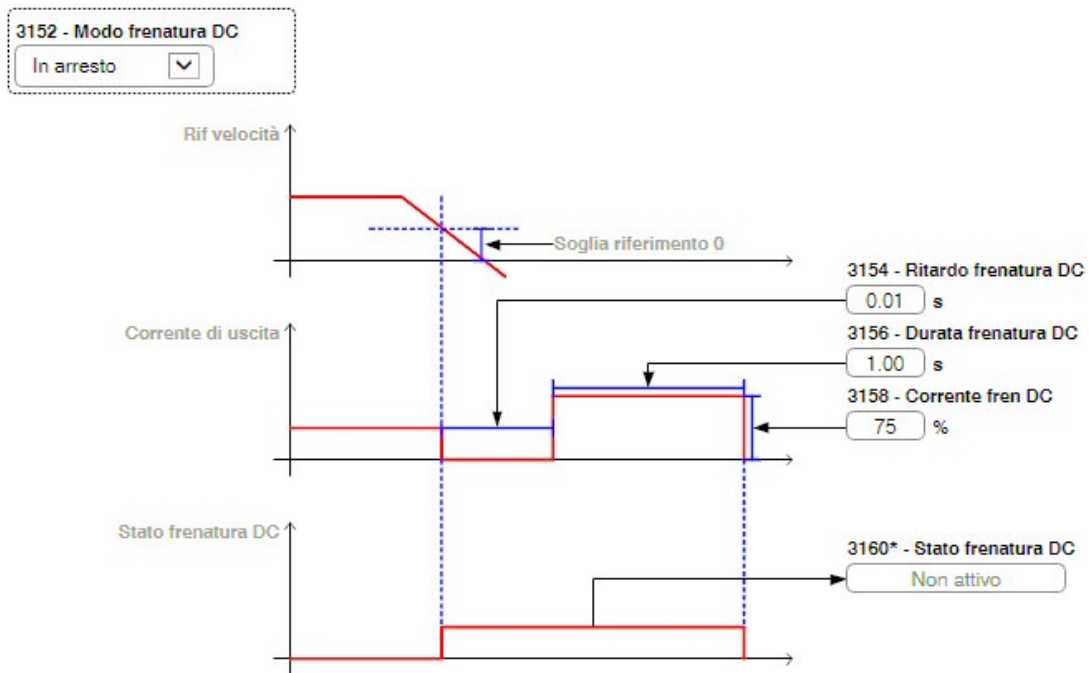 3152 - Modo frenatura DC
In arresto
Rif velocità
Soglia riferimento 0
3154 - Ritardo frenatura DC
0.01 s
Corrente di uscita
3156 - Durata frenatura DC
1.00 s
3158 - Corrente fren DC
75 %
Stato frenatura DC
3160* - Stato frenatura DC
Non attivo